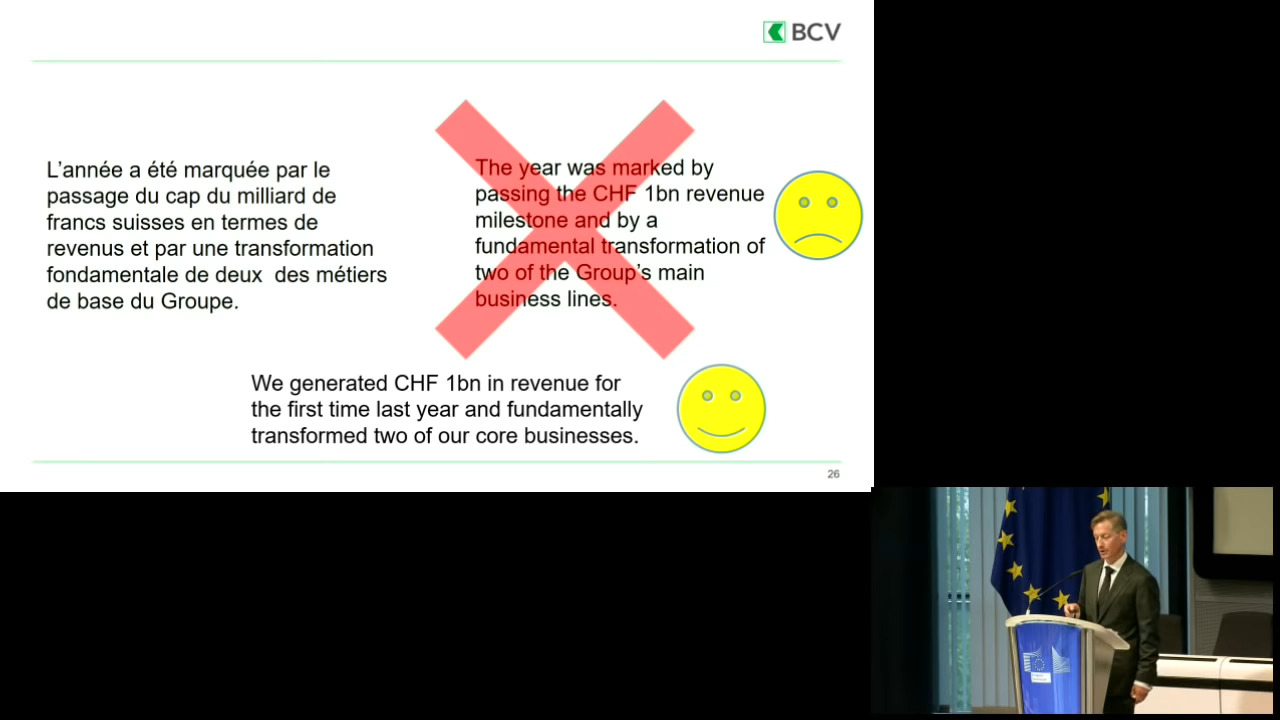 BCV
L'année a été marquée par le
passage du cap du milliard de
francs suisses en termes de
revenus et par une transformation
fondamentale de deux  des métiers
de base du Groupe.
The year was marked by
passing the CHF 1bn revenue
milestone and by a
fundamental transformation of
two of the Group's main
business lines.
We generated CHF 1bn in revenue for
the first time last year and fundamentally
transformed two of our core businesses.
26